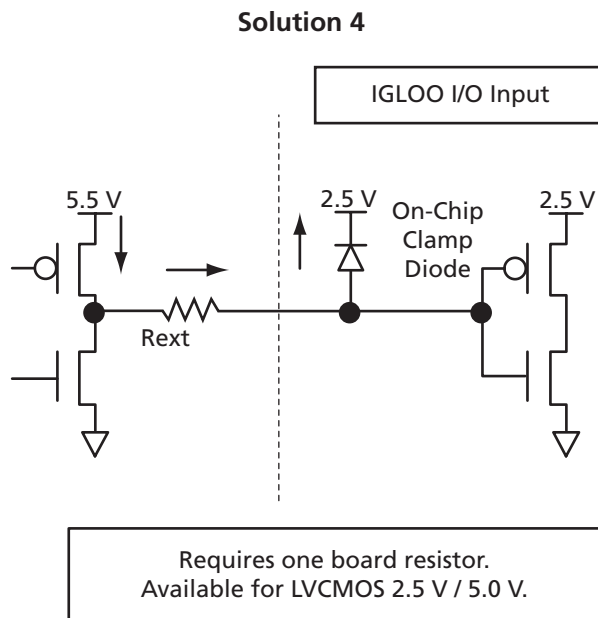 Solution 4
IGLOO I/O Input
5.5 V
2.5 V
On-Chip
Clamp
Diode
2.5 V
Rext
Requires one board resistor.
Available for LVCMOS 2.5 V / 5.0 V.